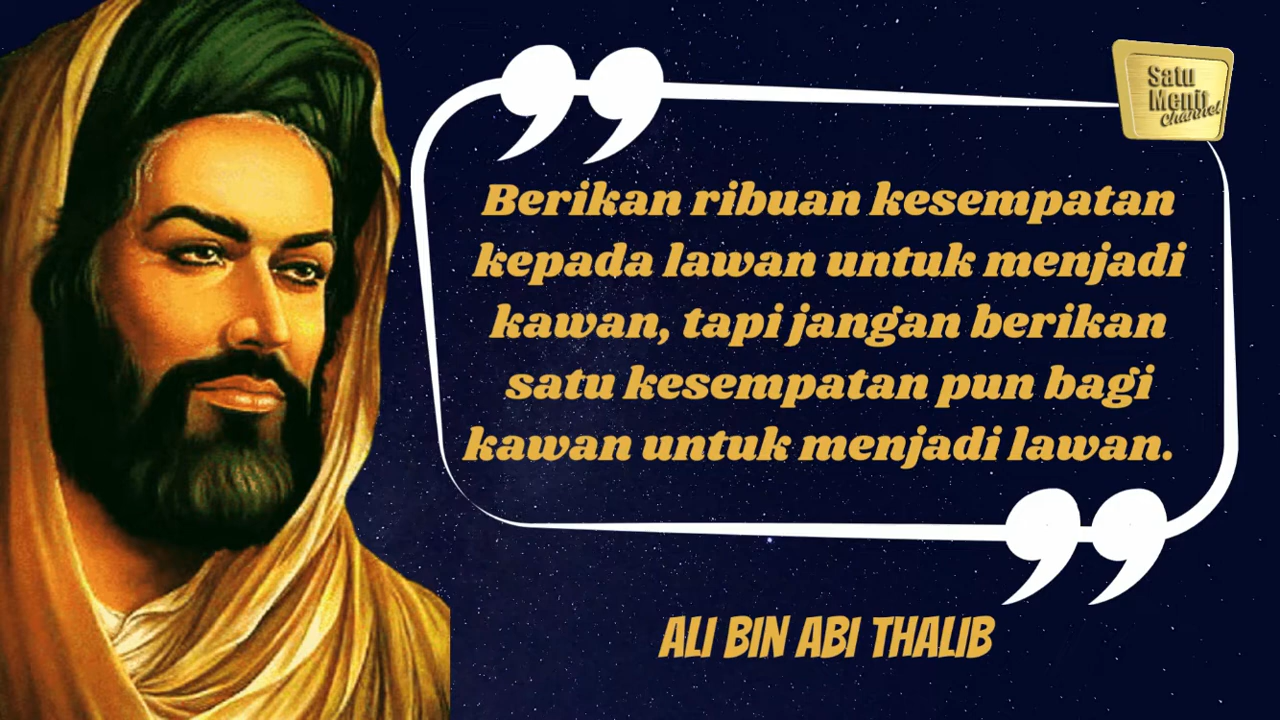 Satu
Menit
Channel
Berikan ribuan kesempatan
kepada lawan untuk menjadi
kawan, tapi jangan berikan
satu kesempatan pun bagi
kawan untuk menjadi lawan.
ALI BIN ABI THALIB